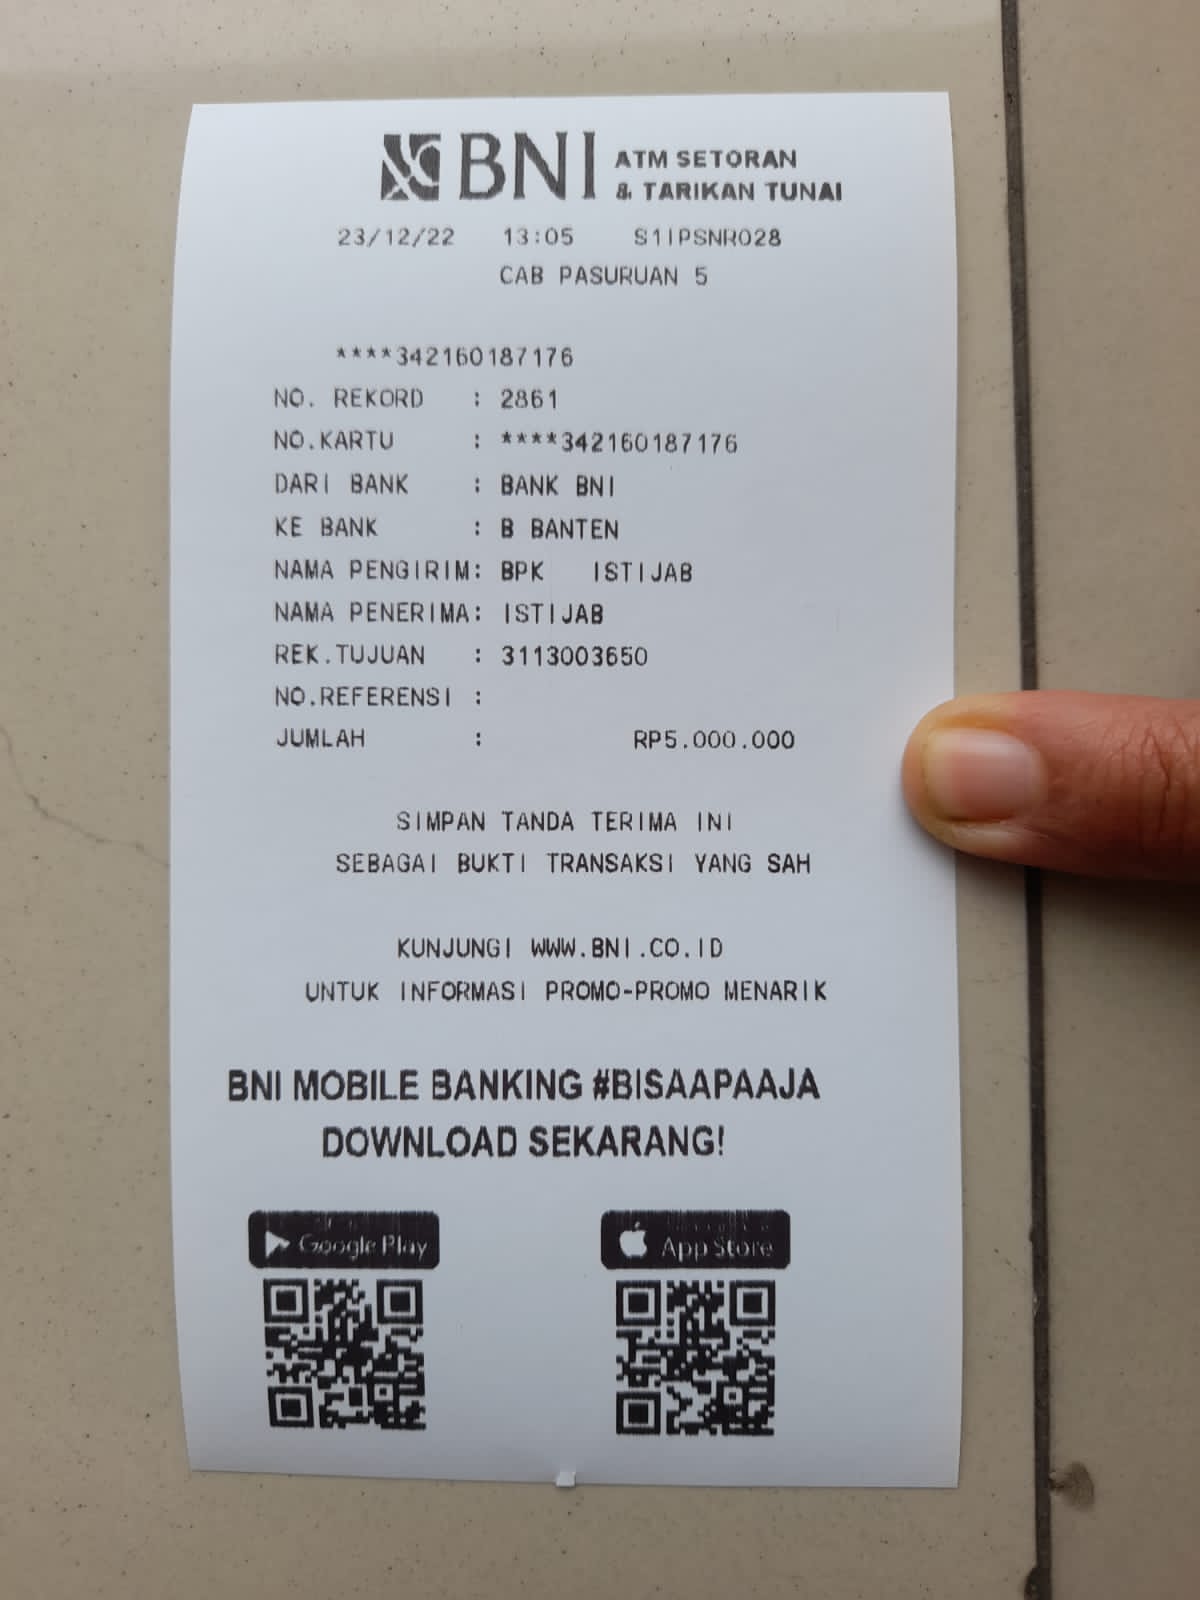 BNI ATM SETORAN
& TARIKAN TUNAI
23/12/22 13:05 S1IPSNR028
CAB PASURUAN 5
****342160187176
NO. REKORD : 2861
NO.KARTU : ****342160187176
DARI BANK : BANK BNI
KE BANK : B BANTEN
NAMA PENGIRIM: BPK ISTIJAB
NAMA PENERIMA: ISTIJAB
REK.TUJUAN : 3113003650
NO.REFERENSI :
JUMLAH : RP5.000.000
SIMPAN TANDA TERIMA INI
SEBAGAI BUKTI TRANSAKSI YANG SAH
KUNJUNGI WWW.BNI.CO.ID
UNTUK INFORMASI PROMO-PROMO MENARIK
BNI MOBILE BANKING #BISAAPAAJA
DOWNLOAD SEKARANG!
Google Play
App Store